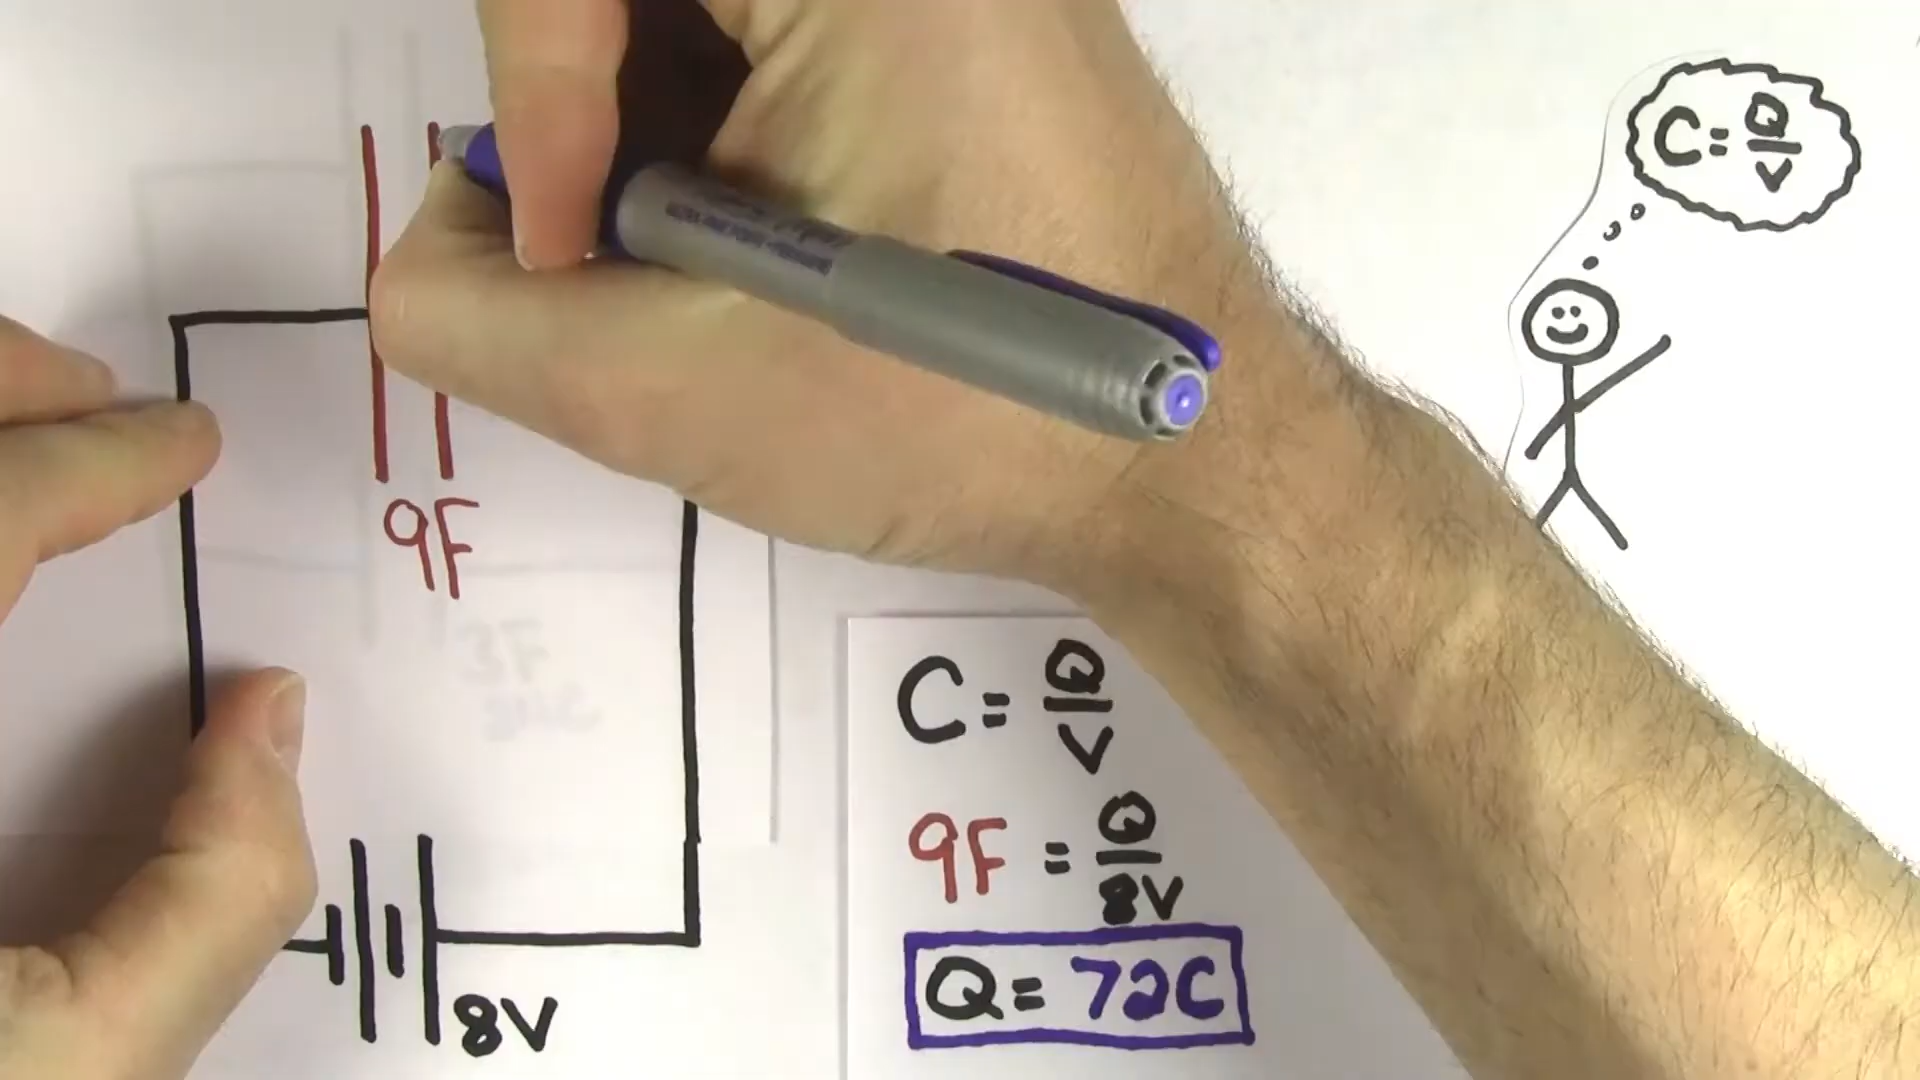 C = Q/V
9F
8V
C = Q/V
9F = Q/8V
Q = 72C